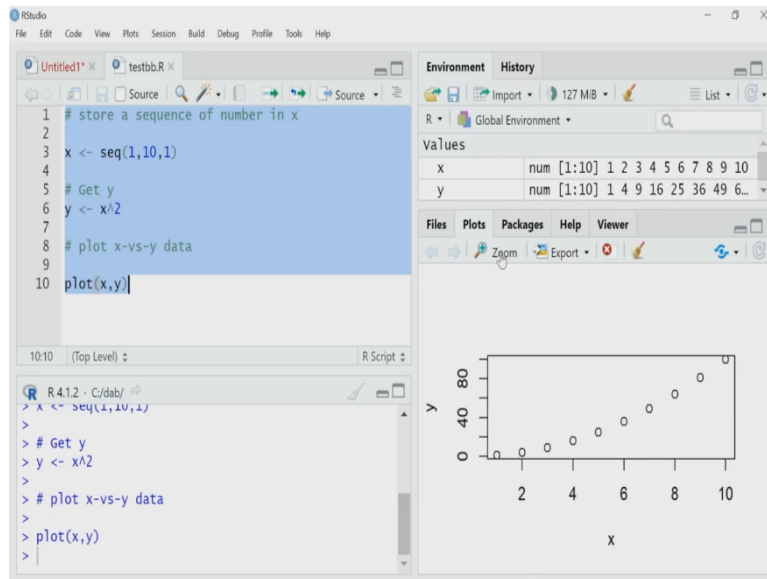 RStudio
File Edit Code View Plots Session Build Debug Profile Tools Help
Untitled1* × testbb.R ×
Source Source
1 # store a sequence of number in x
2
3 x <- seq(1,10,1)
4
5 # Get y
6 y <- x^2
7
8 # plot x-vs-y data
9
10 plot(x,y)
10:10 (Top Level) R Script
R 4.1.2 · C:/dab/
> x <- seq(1,10,1)
>
> # Get y
> y <- x^2
>
> # plot x-vs-y data
>
> plot(x,y)
>
Environment History
Import 127 MiB List
R Global Environment
Values
x num [1:10] 1 2 3 4 5 6 7 8 9 10
y num [1:10] 1 4 9 16 25 36 49 6…
Files Plots Packages Help Viewer
Zoom Export
y
80
40
0
2 4 6 8 10
x